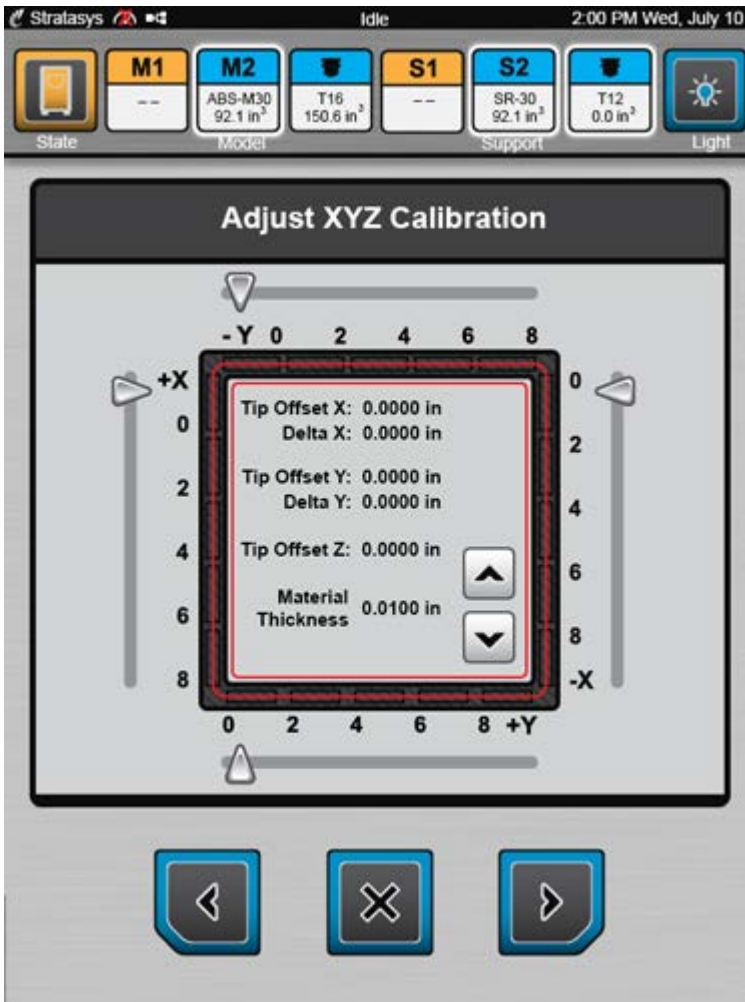 Stratasys Idle 2:00 PM Wed, July 10
M1 M2 S1 S2
-- ABS-M30 T16 -- SR-30 T12
92.1 in³ 150.6 in³ 92.1 in³ 0.0 in³
State Model Support Light
Adjust XYZ Calibration
- Y 0 2 4 6 8
+X 0
0
2
2
4
4
6
6
8
8 -X
Tip Offset X: 0.0000 in
Delta X: 0.0000 in
Tip Offset Y: 0.0000 in
Delta Y: 0.0000 in
Tip Offset Z: 0.0000 in
Material
Thickness 0.0100 in
0 2 4 6 8 +Y